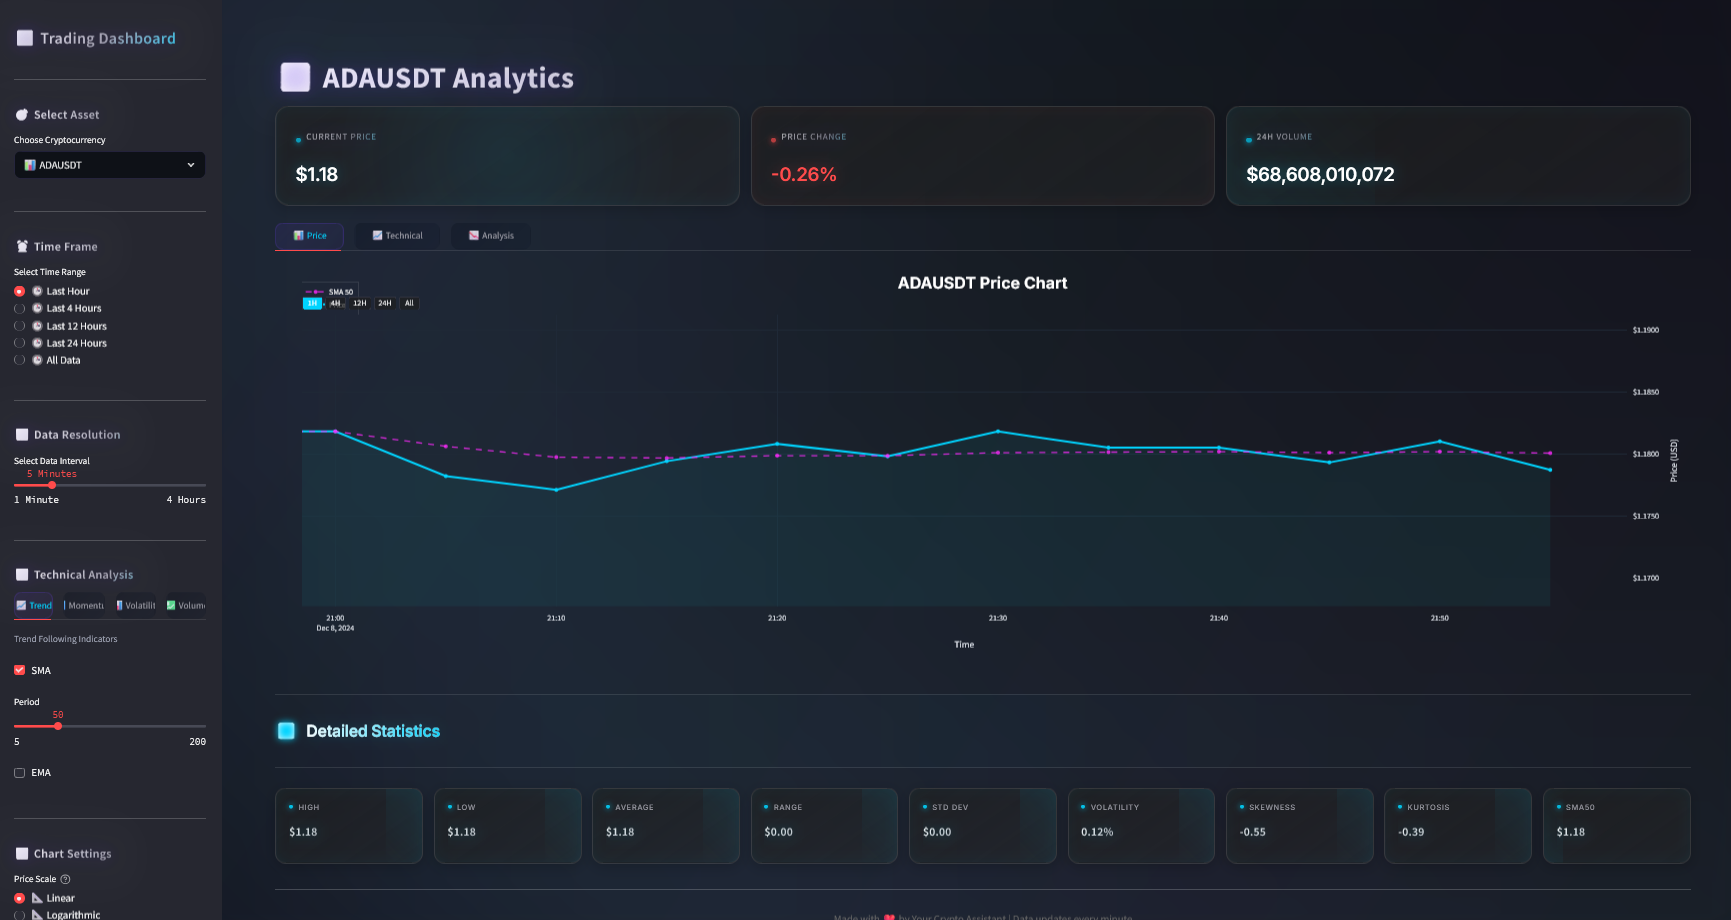 Trading Dashboard
Select Asset
Choose Cryptocurrency
ADAUSDT
Time Frame
Select Time Range
Last Hour
Last 4 Hours
Last 12 Hours
Last 24 Hours
All Data
Data Resolution
Select Data Interval
5 Minutes
1 Minute 4 Hours
Technical Analysis
Trend Momentu Volatilit Volum
Trend Following Indicators
SMA
Period
50
5 200
EMA
Chart Settings
Price Scale ?
Linear
Logarithmic
ADAUSDT Analytics
CURRENT PRICE
$1.18
PRICE CHANGE
-0.26%
24H VOLUME
$68,608,010,072
Price Technical Analysis
ADAUSDT Price Chart
SMA 50
1H 4H 12H 24H All
$1.1900
$1.1850
$1.1800
$1.1750
$1.1700
Price (USD)
21:00 21:10 21:20 21:30 21:40 21:50
Dec 8, 2024
Time
Detailed Statistics
HIGH
$1.18
LOW
$1.18
AVERAGE
$1.18
RANGE
$0.00
STD DEV
$0.00
VOLATILITY
0.12%
SKEWNESS
-0.55
KURTOSIS
-0.39
SMA50
$1.18
Made with by Your Crypto Assistant | Data updates every minute